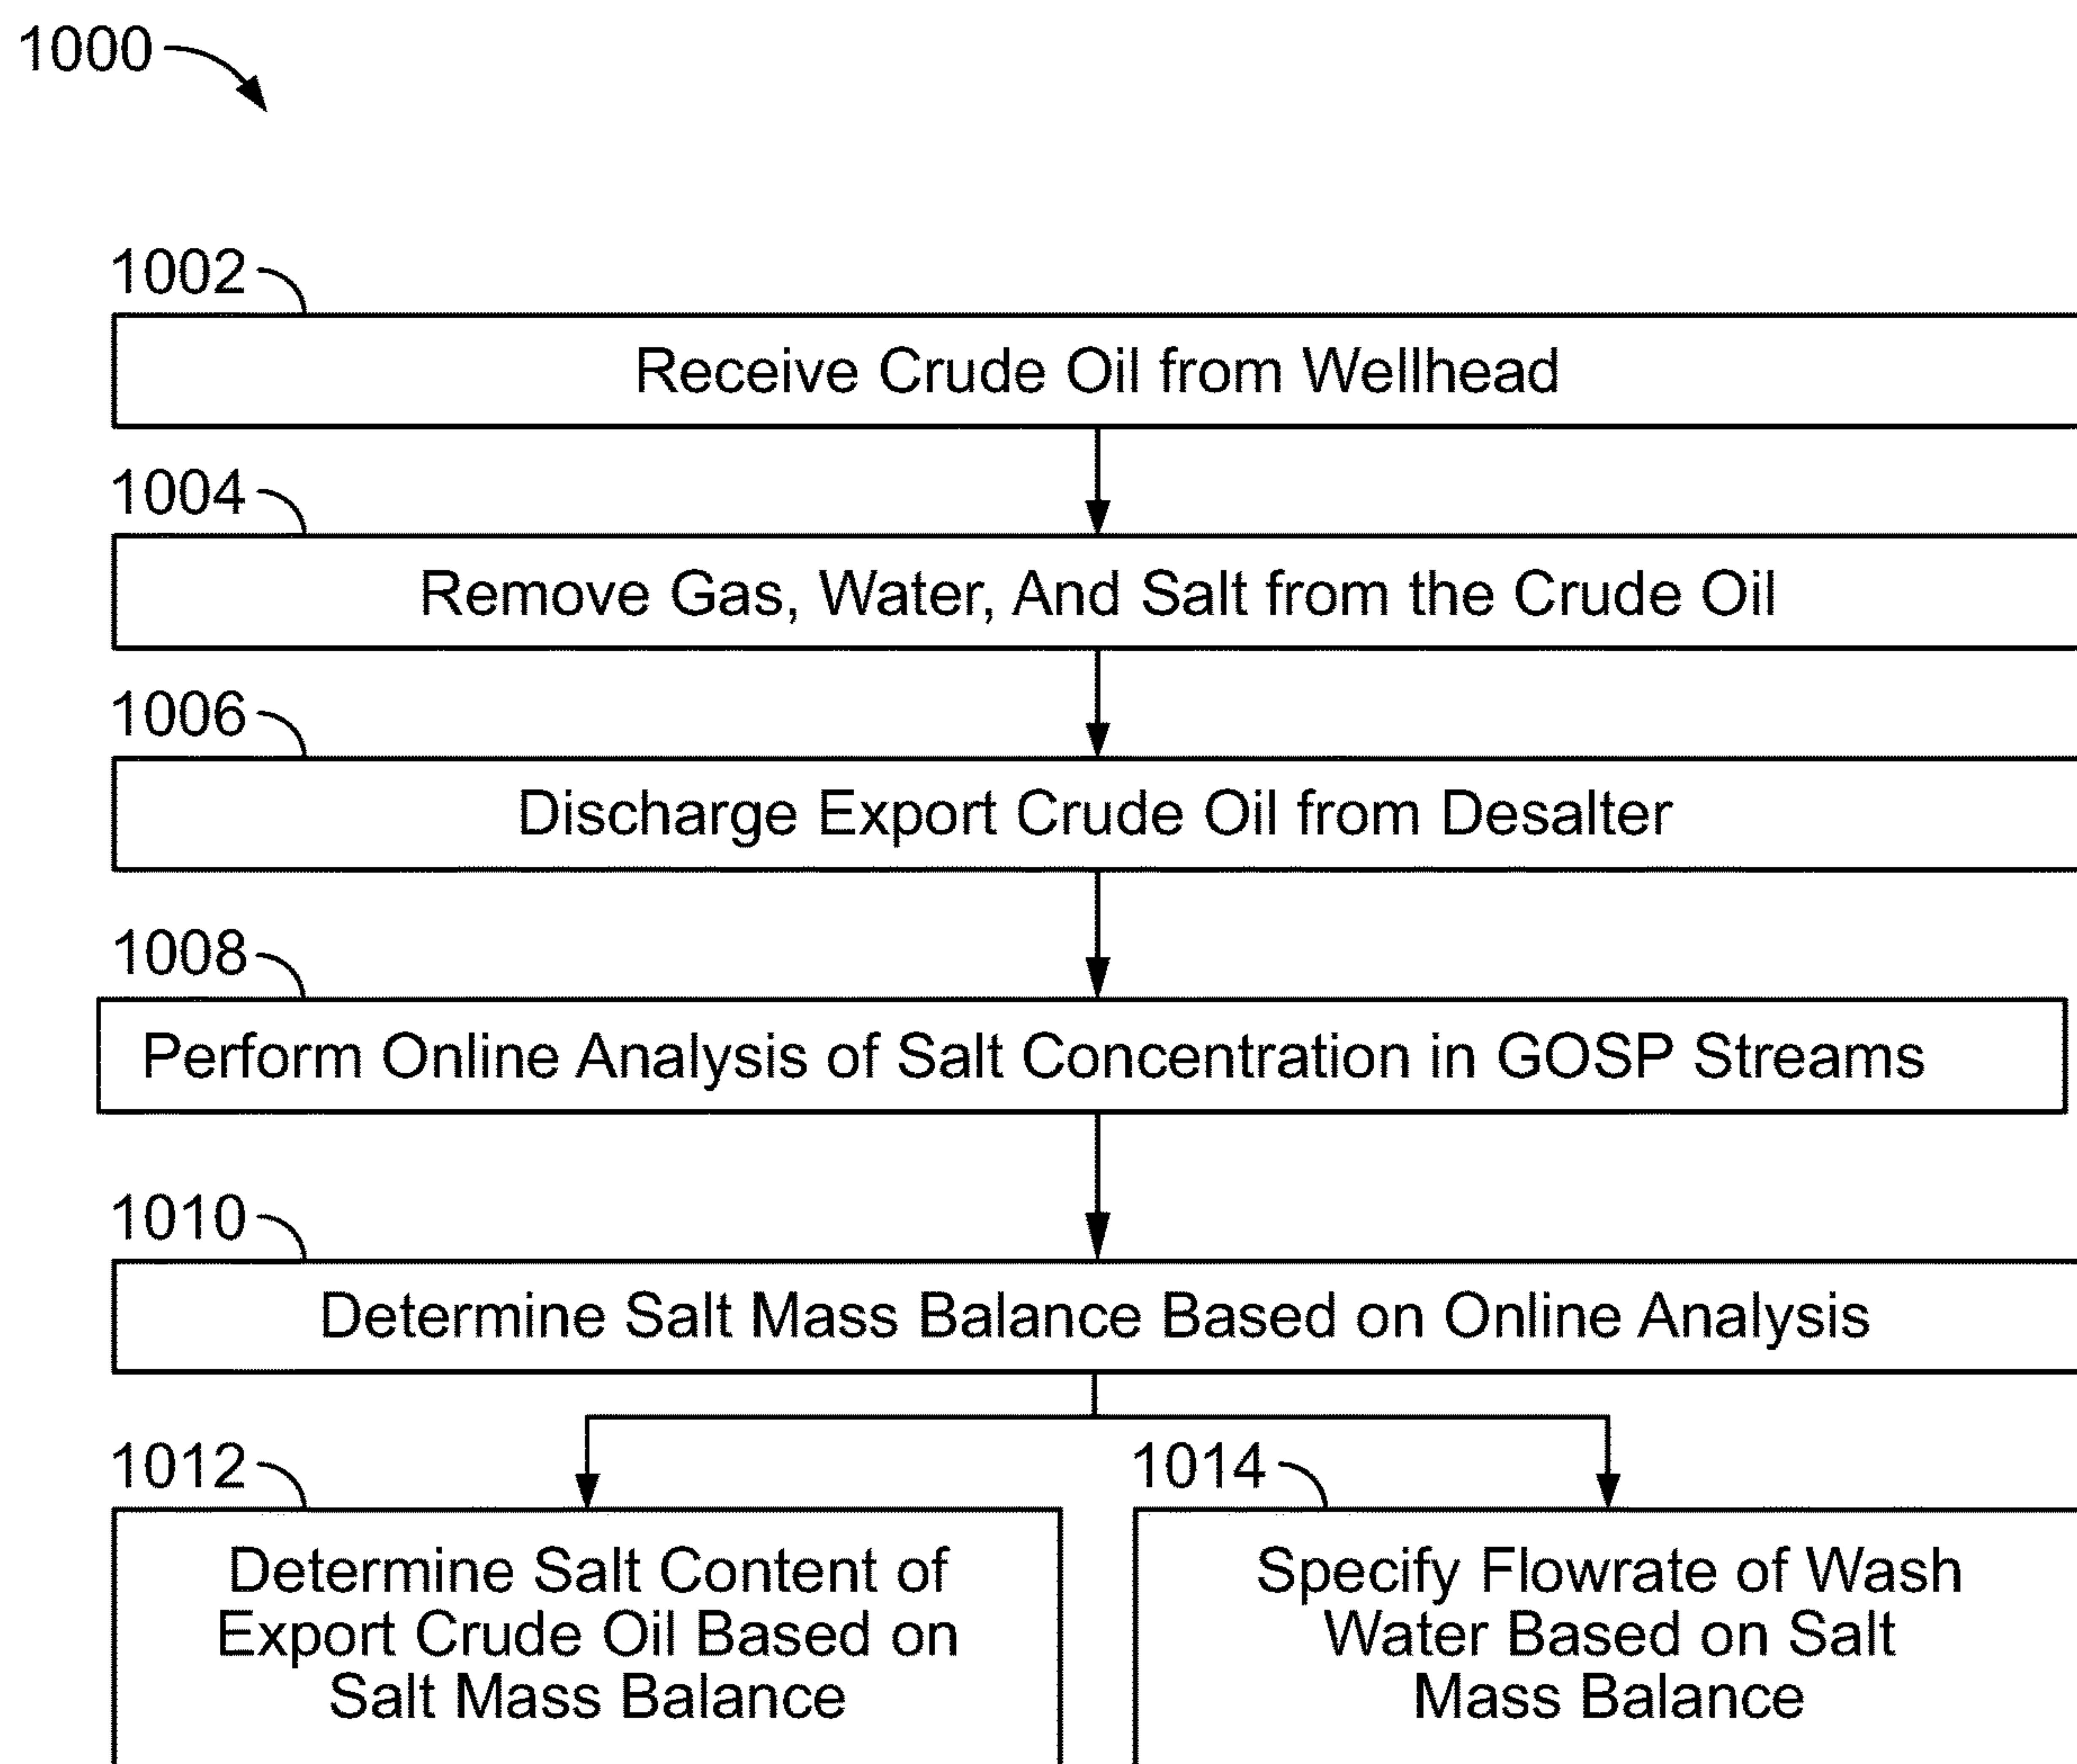 1000
1002
Receive Crude Oil from Wellhead
1004
Remove Gas, Water, And Salt from the Crude Oil
1006
Discharge Export Crude Oil from Desalter
1008
Perform Online Analysis of Salt Concentration in GOSP Streams
1010
Determine Salt Mass Balance Based on Online Analysis
1012
Determine Salt Content of
Export Crude Oil Based on
Salt Mass Balance
1014
Specify Flowrate of Wash
Water Based on Salt
Mass Balance